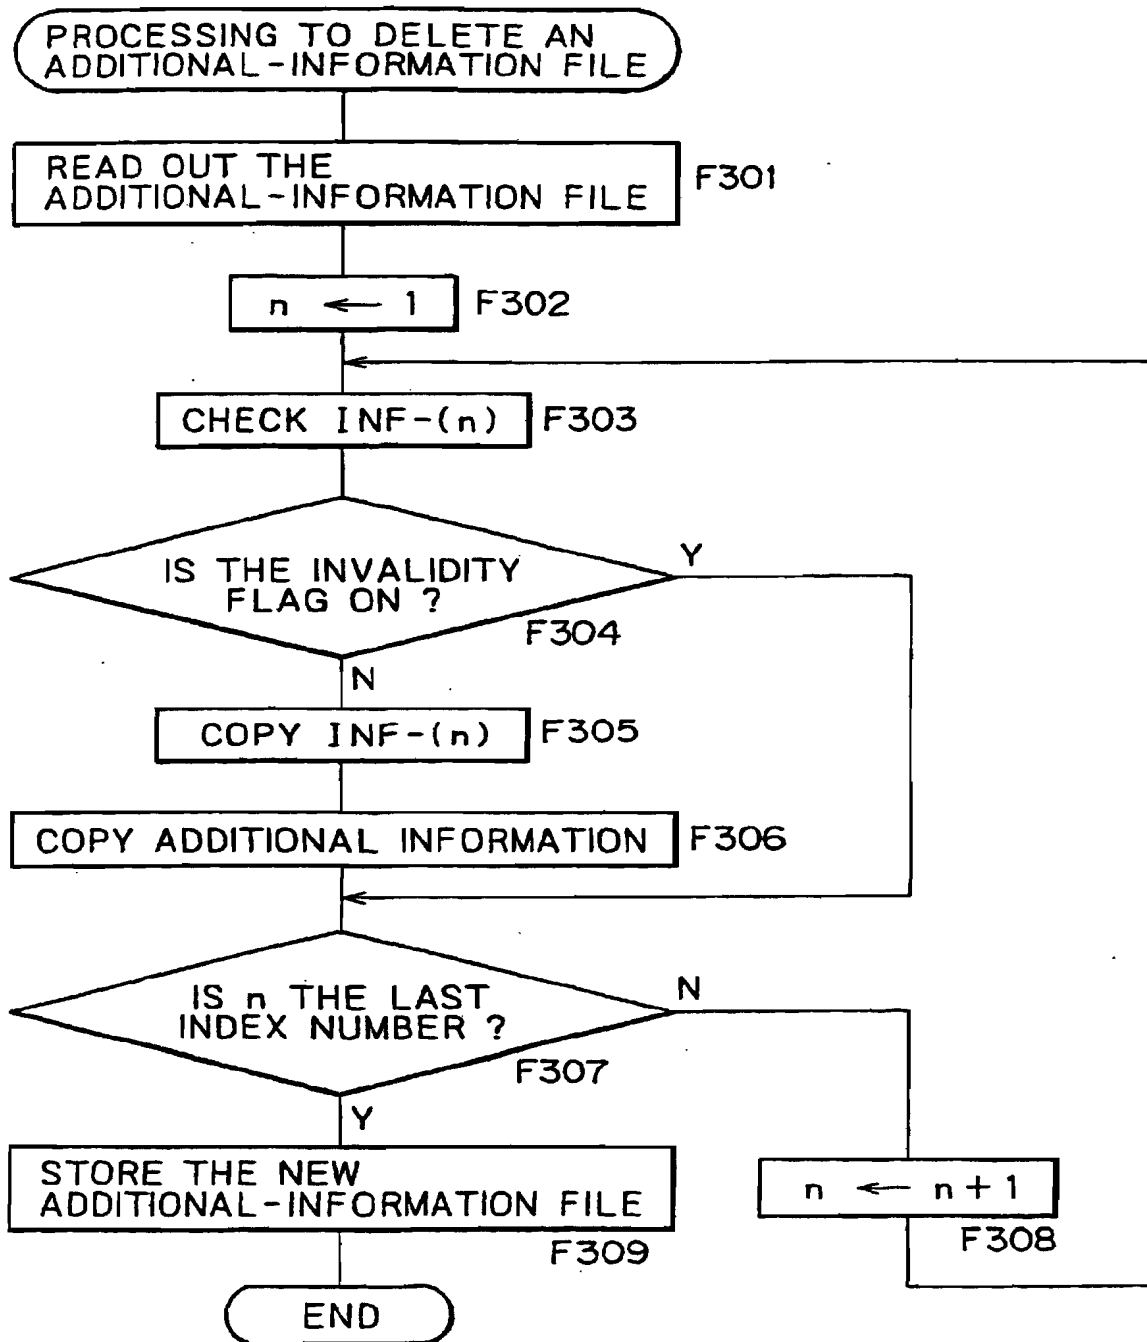 PROCESSING TO DELETE AN
ADDITIONAL-INFORMATION FILE
READ OUT THE
ADDITIONAL-INFORMATION FILE
F301
n ← 1
F302
CHECK INF-(n)
F303
IS THE INVALIDITY
FLAG ON ?
Y
F304
N
COPY INF-(n)
F305
COPY ADDITIONAL INFORMATION
F306
IS n THE LAST
INDEX NUMBER ?
N
F307
Y
STORE THE NEW
ADDITIONAL-INFORMATION FILE
F309
n ← n+1
F308
END